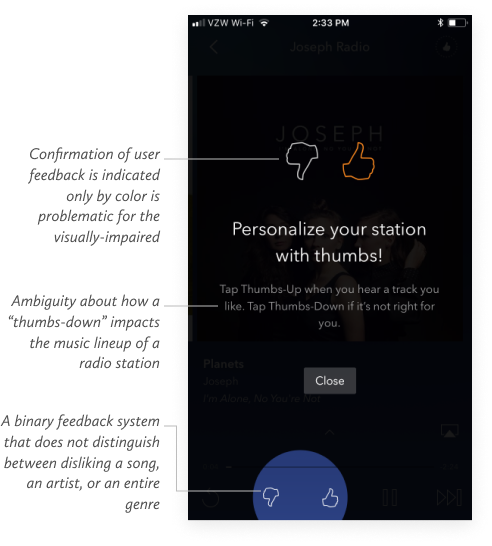 VZW Wi-Fi 2:33 PM
Joseph Radio
JOSEPH
Confirmation of user
feedback is indicated
only by color is
problematic for the
visually-impaired
Personalize your station
with thumbs!
Tap Thumbs-Up when you hear a track you
like. Tap Thumbs-Down if it's not right for
you.
Ambiguity about how a
“thumbs-down” impacts
the music lineup of a
radio station
Planets
Joseph
I'm Alone, No You're Not
Close
A binary feedback system
that does not distinguish
between disliking a song,
an artist, or an entire
genre